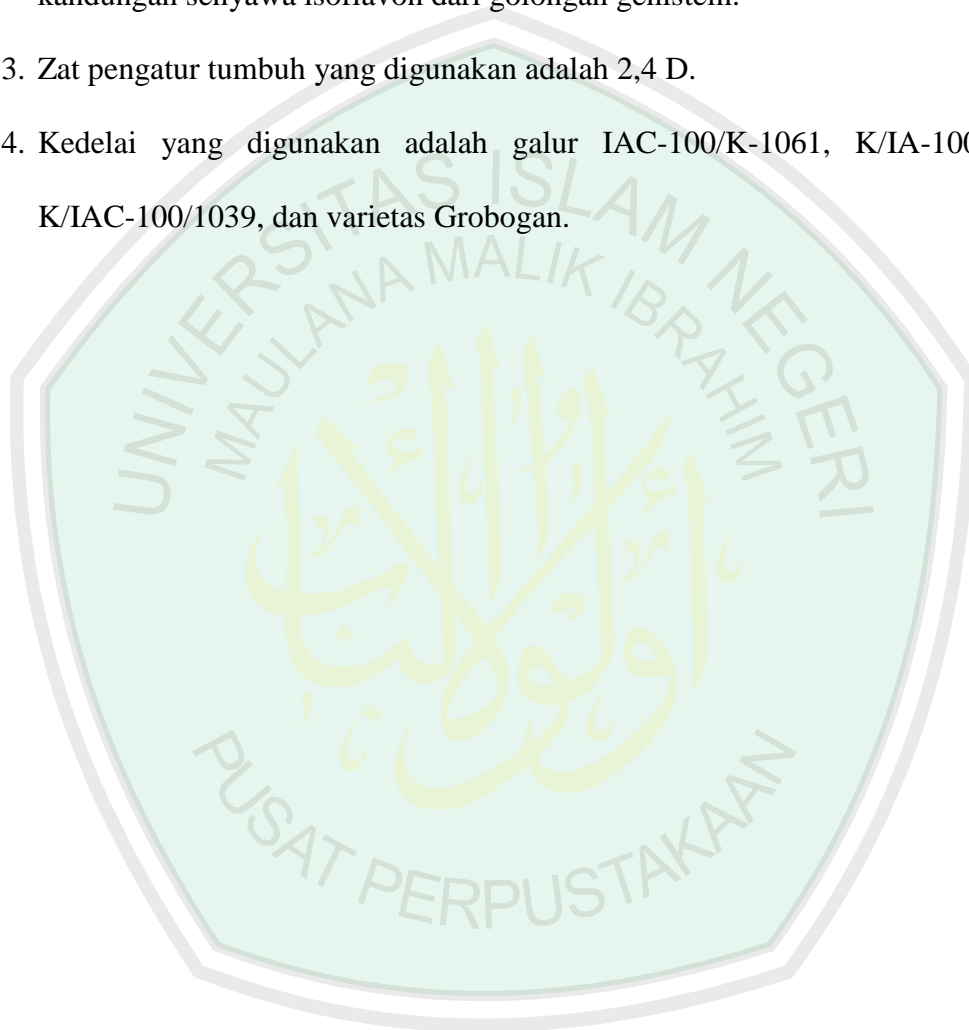 kandungan senyawa isoflavon dari golongan genistein.
3. Zat pengatur tumbuh yang digunakan adalah 2,4 D.
4. Kedelai yang digunakan adalah galur IAC-100/K-1061, K/IA-100
K/IAC-100/1039, dan varietas Grobogan.
UNIVERSITAS ISLAM NEGERI
MAULANA MALIK IBRAHIM
PUSAT PERPUSTAKAAN